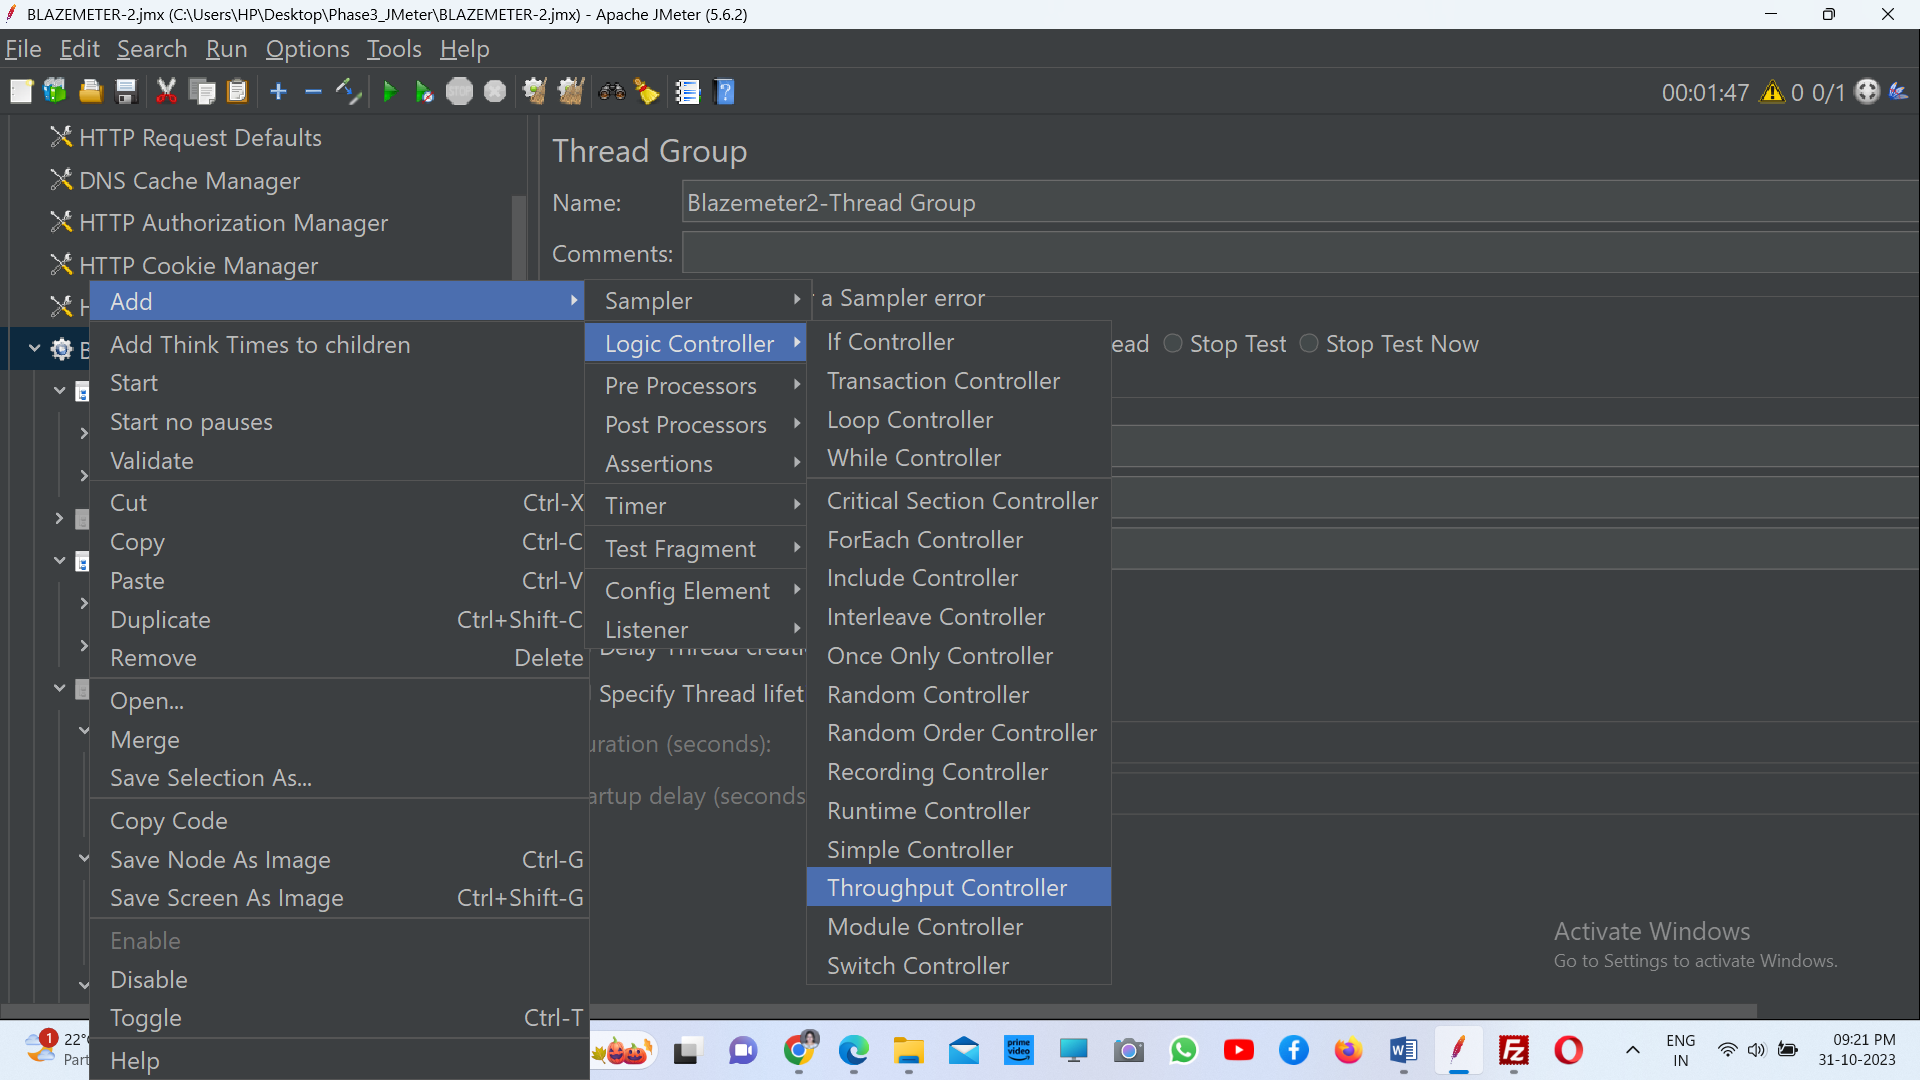 BLAZEMETER-2.jmx (C:\Users\HP\Desktop\Phase3_JMeter\BLAZEMETER-2.jmx) - Apache JMeter (5.6.2)
File Edit Search Run Options Tools Help
STOP
00:01:47 0 0/1
HTTP Request Defaults
DNS Cache Manager
HTTP Authorization Manager
HTTP Cookie Manager
H
B
Thread Group
Name: Blazemeter2-Thread Group
Comments:
a Sampler error
ead Stop Test Stop Test Now
Add
Add Think Times to children
Start
Start no pauses
Validate
Cut Ctrl-X
Copy Ctrl-C
Paste Ctrl-V
Duplicate Ctrl+Shift-C
Remove Delete
Open...
Merge
Save Selection As...
Copy Code
Save Node As Image Ctrl-G
Save Screen As Image Ctrl+Shift-G
Enable
Disable
Toggle Ctrl-T
Help
Sampler
Logic Controller
Pre Processors
Post Processors
Assertions
Timer
Test Fragment
Config Element
Listener
Delay Thread creati
Specify Thread lifet
uration (seconds):
artup delay (seconds
If Controller
Transaction Controller
Loop Controller
While Controller
Critical Section Controller
ForEach Controller
Include Controller
Interleave Controller
Once Only Controller
Random Controller
Random Order Controller
Recording Controller
Runtime Controller
Simple Controller
Throughput Controller
Module Controller
Switch Controller
Activate Windows
Go to Settings to activate Windows.
1 22°
Part
prime video
ENG
IN
09:21 PM
31-10-2023